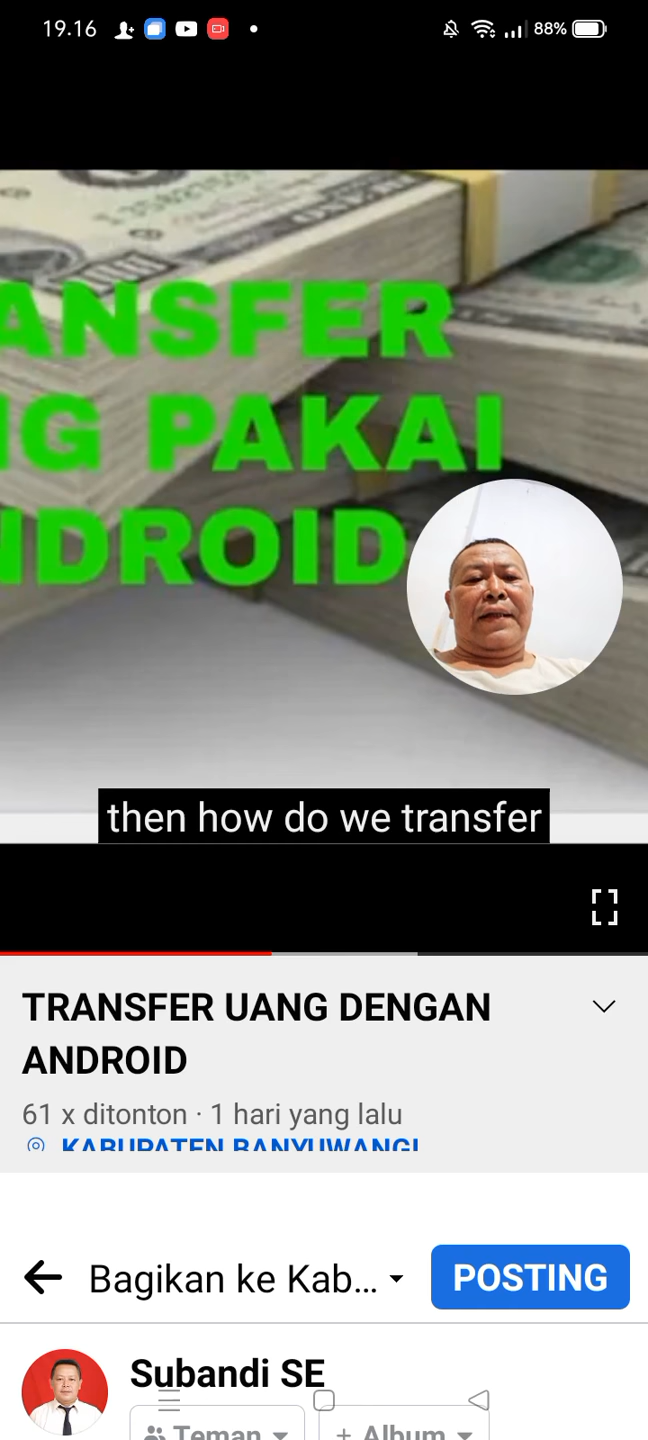 19.16
88%
ANSFER
G PAKAI
NDROID
then how do we transfer
TRANSFER UANG DENGAN
ANDROID
61 x ditonton · 1 hari yang lalu
KABUPATEN BANYUWANGI
Bagikan ke Kab...
POSTING
Subandi SE
Teman
+ Album